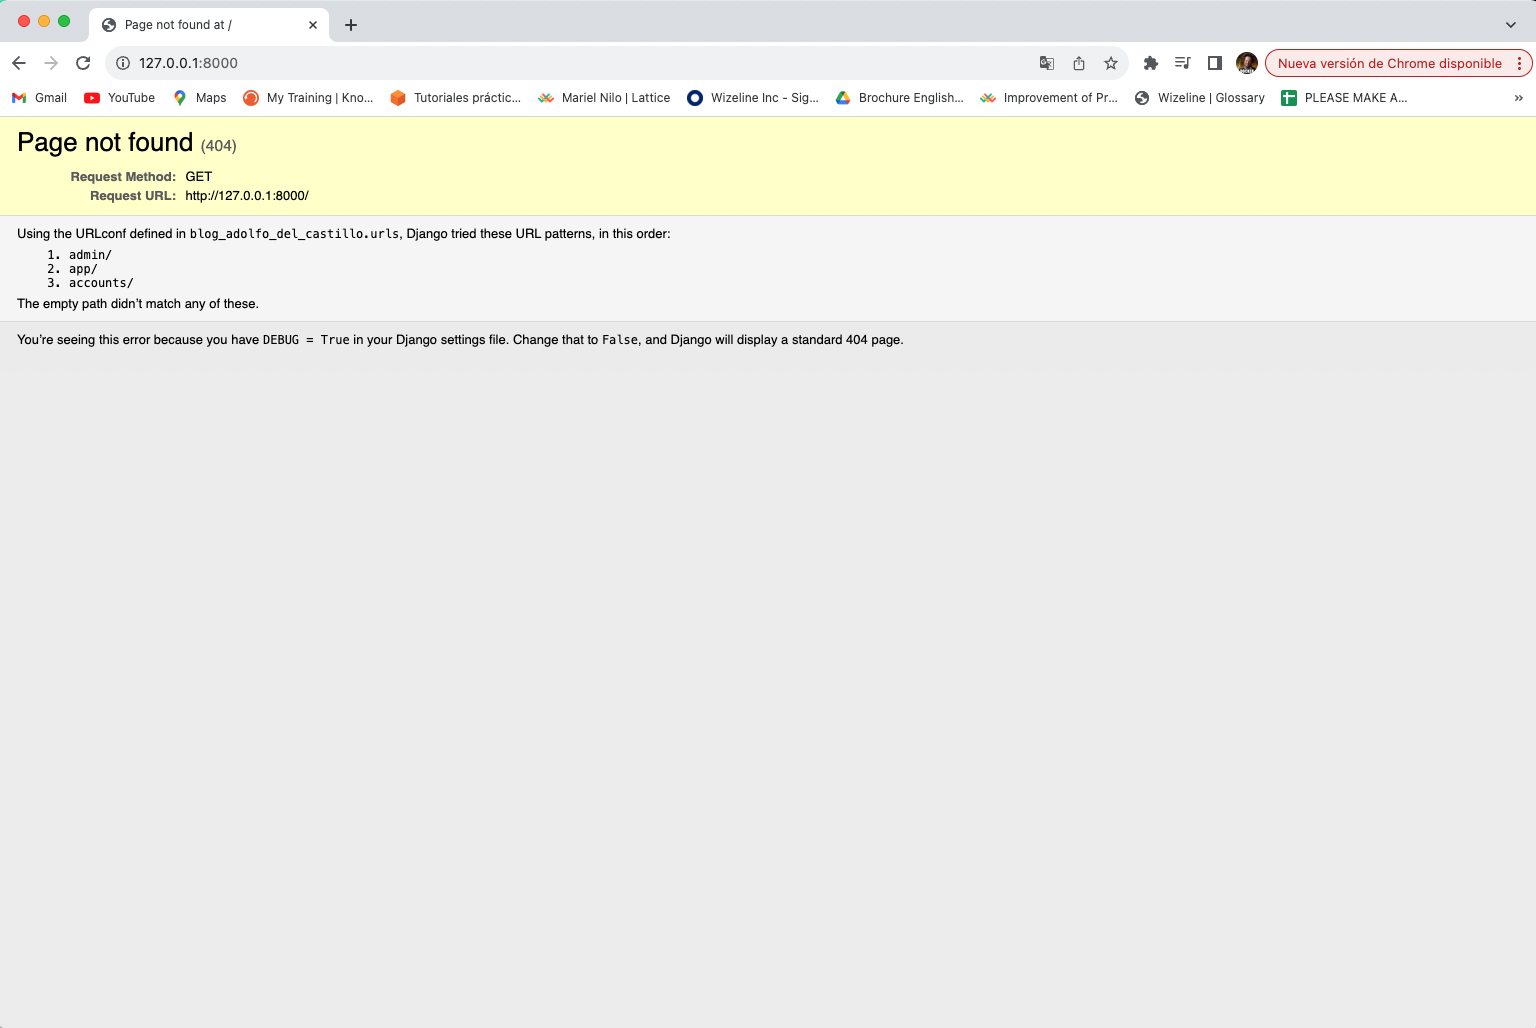 Page not found at /
127.0.0.1:8000
Nueva versión de Chrome disponible
Gmail YouTube Maps My Training | Kno... Tutoriales práctic... Mariel Nilo | Lattice Wizeline Inc - Sig... Brochure English... Improvement of Pr... Wizeline | Glossary PLEASE MAKE A... »
Page not found (404)
Request Method: GET
Request URL: http://127.0.0.1:8000/
Using the URLconf defined in blog_adolfo_del_castillo.urls, Django tried these URL patterns, in this order:
1. admin/
2. app/
3. accounts/
The empty path didn’t match any of these.
You’re seeing this error because you have DEBUG = True in your Django settings file. Change that to False, and Django will display a standard 404 page.